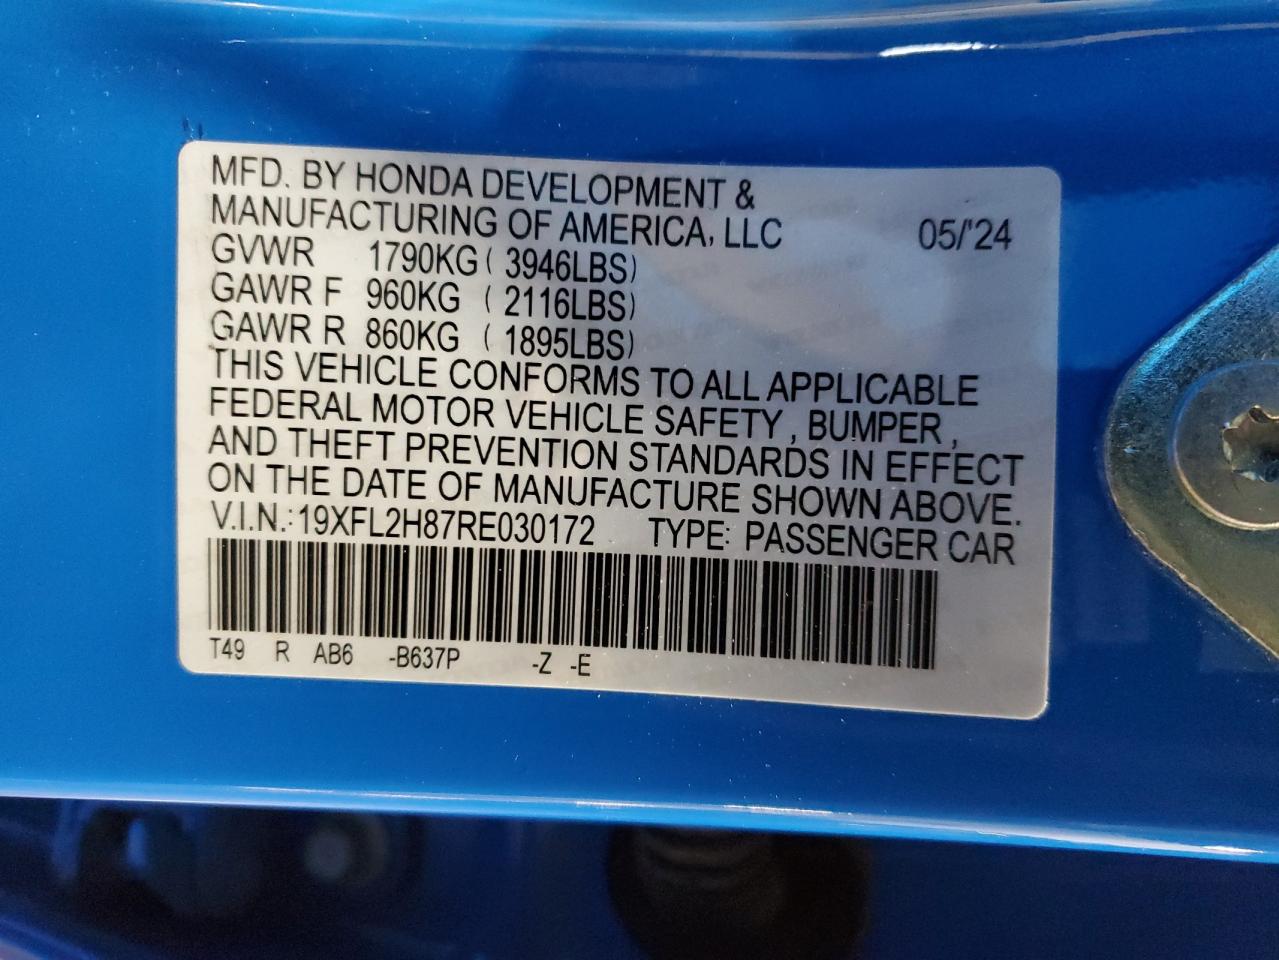 MFD. BY HONDA DEVELOPMENT &
MANUFACTURING OF AMERICA, LLC 05/'24
GVWR 1790KG ( 3946LBS)
GAWR F 960KG ( 2116LBS)
GAWR R 860KG ( 1895LBS)
THIS VEHICLE CONFORMS TO ALL APPLICABLE
FEDERAL MOTOR VEHICLE SAFETY , BUMPER ,
AND THEFT PREVENTION STANDARDS IN EFFECT
ON THE DATE OF MANUFACTURE SHOWN ABOVE.
V.I.N.: 19XFL2H87RE030172 TYPE: PASSENGER CAR
T49 R AB6 -B637P -Z -E